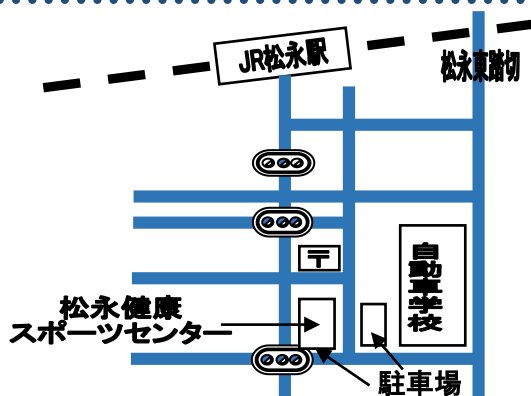 JR松永駅
松永東踏切
〒
自動車学校
松永健康
スポーツセンター
駐車場